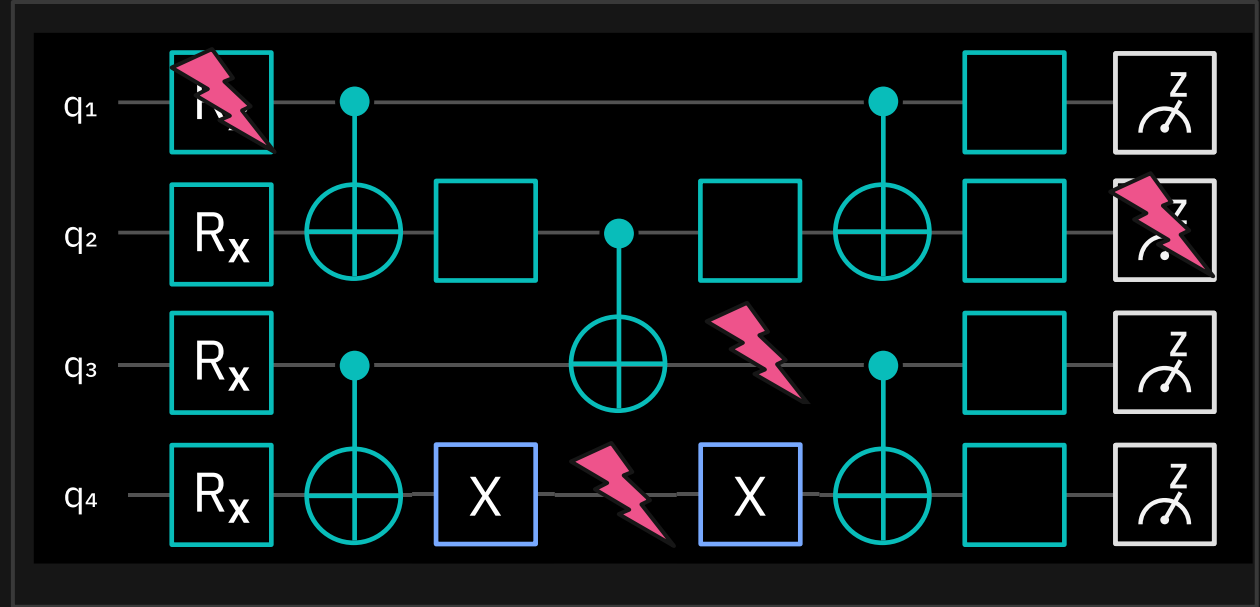 q₁ Z
q₂ Rₓ
q₃ Rₓ Z
q₄ Rₓ X X Z